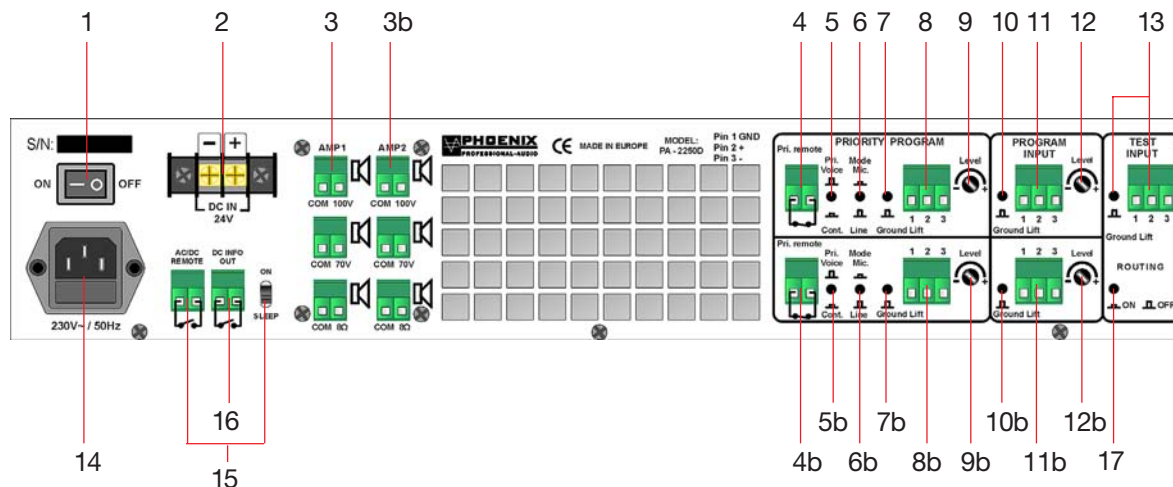 1 2 3 3b 4 5 6 7 8 9 10 11 12 13
S/N:
ON OFF
− +
DC IN
24V
230V~ / 50Hz
AC/DC
REMOTE
DC INFO
OUT
ON
SLEEP
AMP1 AMP2
COM 100V COM 100V
COM 70V COM 70V
COM 8Ω COM 8Ω
PHOENIX
PROFESSIONAL-AUDIO
CE MADE IN EUROPE
MODEL:
PA - 2250D
Pin 1 GND
Pin 2 +
Pin 3 -
PRIORITY PROGRAM
Pri. remote
Pri.
Voice
Cont.
Mode
Mic.
Line
Ground Lift
1 2 3
Level
- +
Pri. remote
Pri.
Voice
Cont.
Mode
Mic.
Line
Ground Lift
1 2 3
Level
- +
PROGRAM
INPUT
Level
- +
1 2 3
Ground Lift
1 2 3
Level
- +
Ground Lift
TEST
INPUT
1 2 3
Ground Lift
ROUTING
ON OFF
14 15 16 4b 5b 6b 7b 8b 9b 10b 11b 12b 17